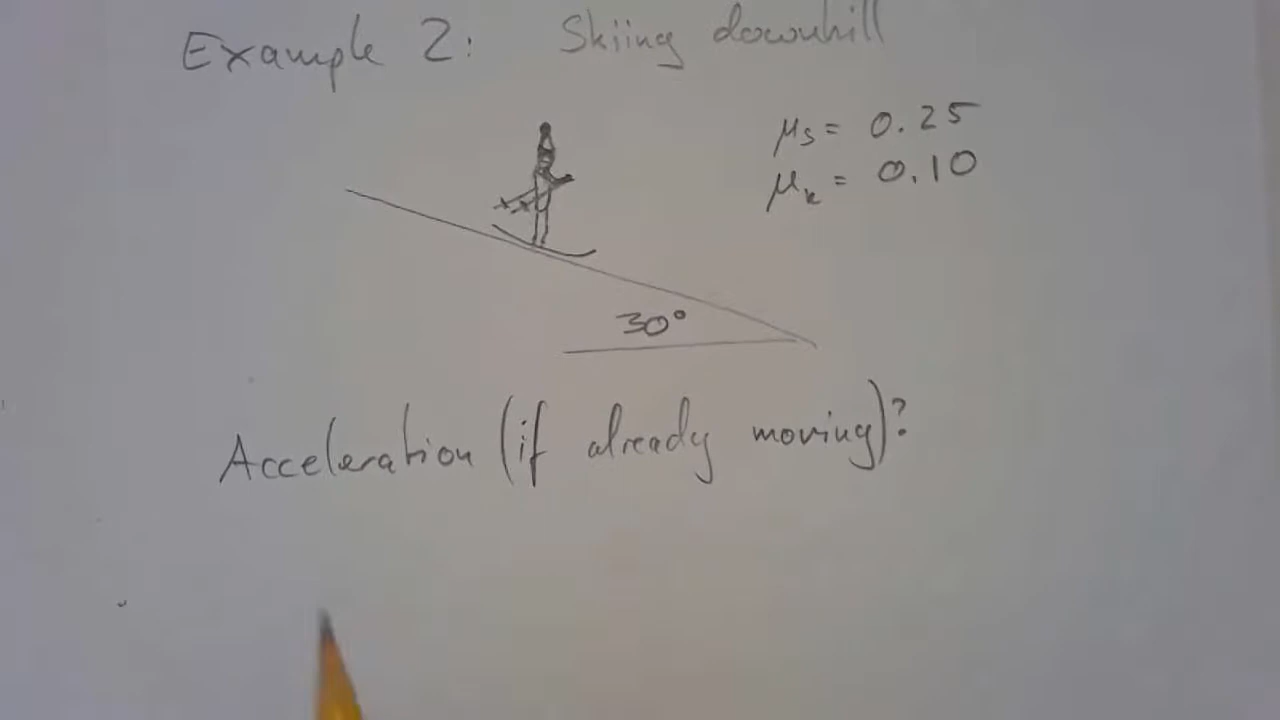 Example 2: Skiing downhill
μs = 0.25
μk = 0.10
30°
Acceleration (if already moving)?